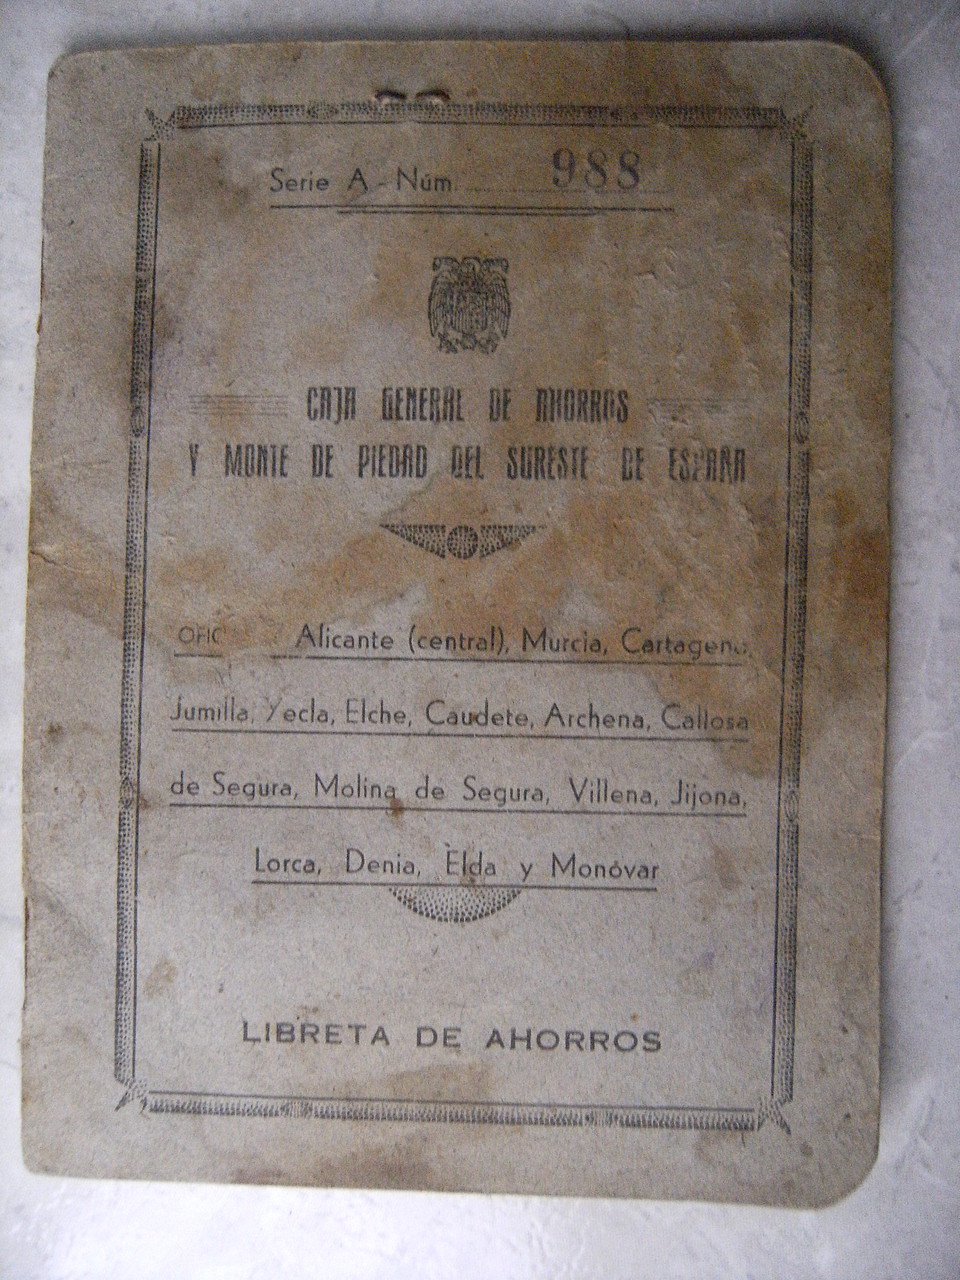 Serie A - Núm. 988
CAJA GENERAL DE AHORROS
Y MONTE DE PIEDAD DEL SURESTE DE ESPAÑA
OFIC Alicante (central), Murcia, Cartagena,
Jumilla, Yecla, Elche, Caudete, Archena, Callosa
de Segura, Molina de Segura, Villena, Jijona,
Lorca, Denia, Elda y Monóvar
LIBRETA DE AHORROS